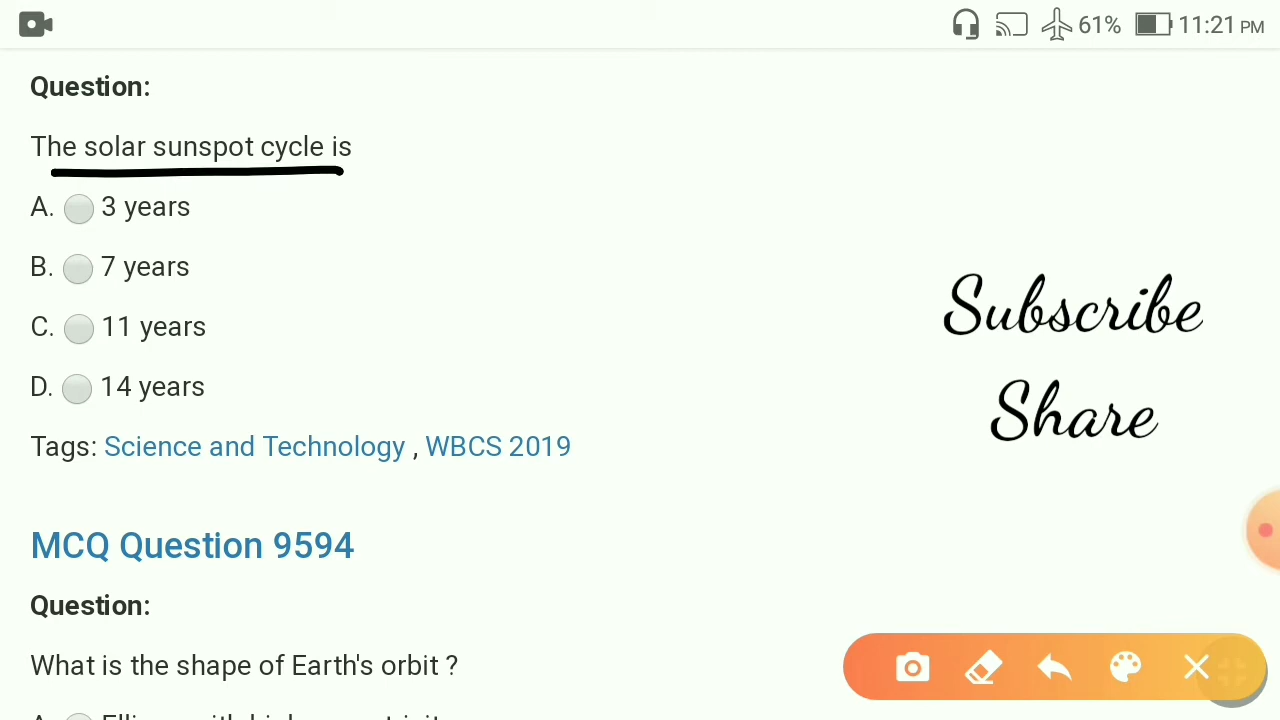 61% 11:21 PM
Question:
The solar sunspot cycle is
A. 3 years
B. 7 years
C. 11 years
D. 14 years
Tags: Science and Technology , WBCS 2019
Subscribe
Share
MCQ Question 9594
Question:
What is the shape of Earth's orbit ?